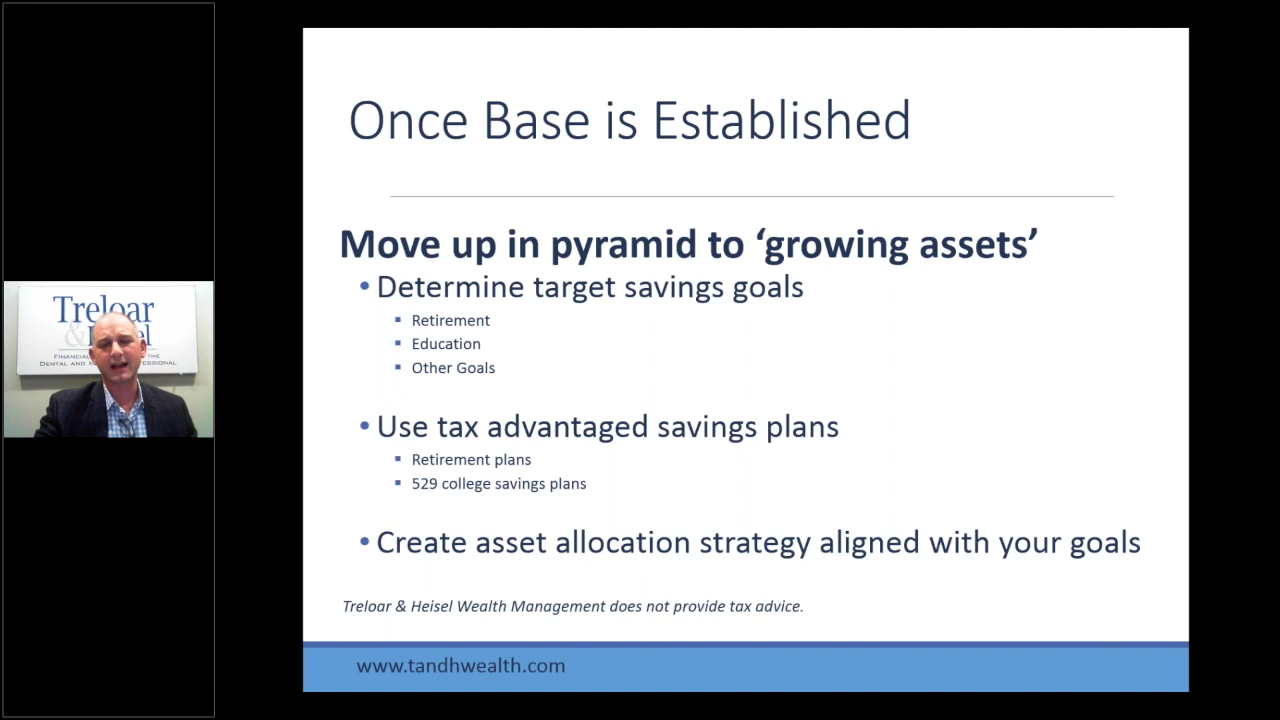 Once Base is Established
Move up in pyramid to ‘growing assets’
• Determine target savings goals
▪ Retirement
▪ Education
▪ Other Goals
• Use tax advantaged savings plans
▪ Retirement plans
▪ 529 college savings plans
• Create asset allocation strategy aligned with your goals
Treloar & Heisel Wealth Management does not provide tax advice.
www.tandhwealth.com
Treloar
&